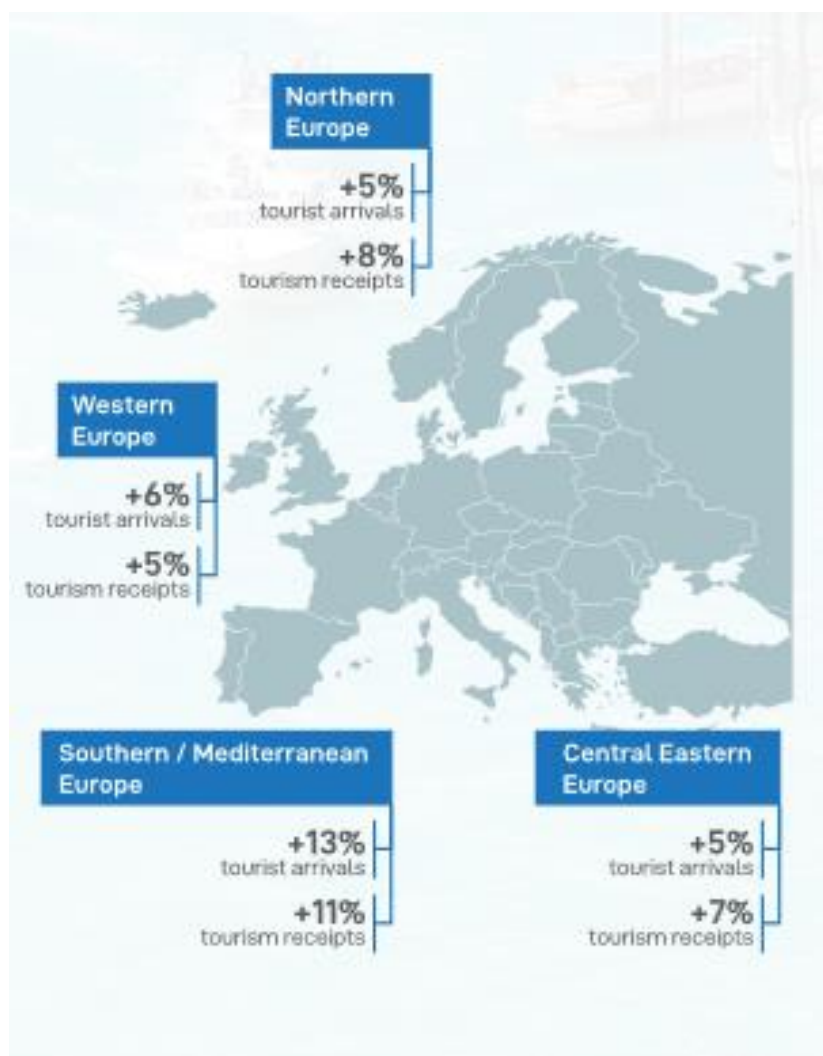 Northern
Europe
+5%
tourist arrivals
+8%
tourism receipts
Western
Europe
+6%
tourist arrivals
+5%
tourism receipts
Southern / Mediterranean
Europe
+13%
tourist arrivals
+11%
tourism receipts
Central Eastern
Europe
+5%
tourist arrivals
+7%
tourism receipts